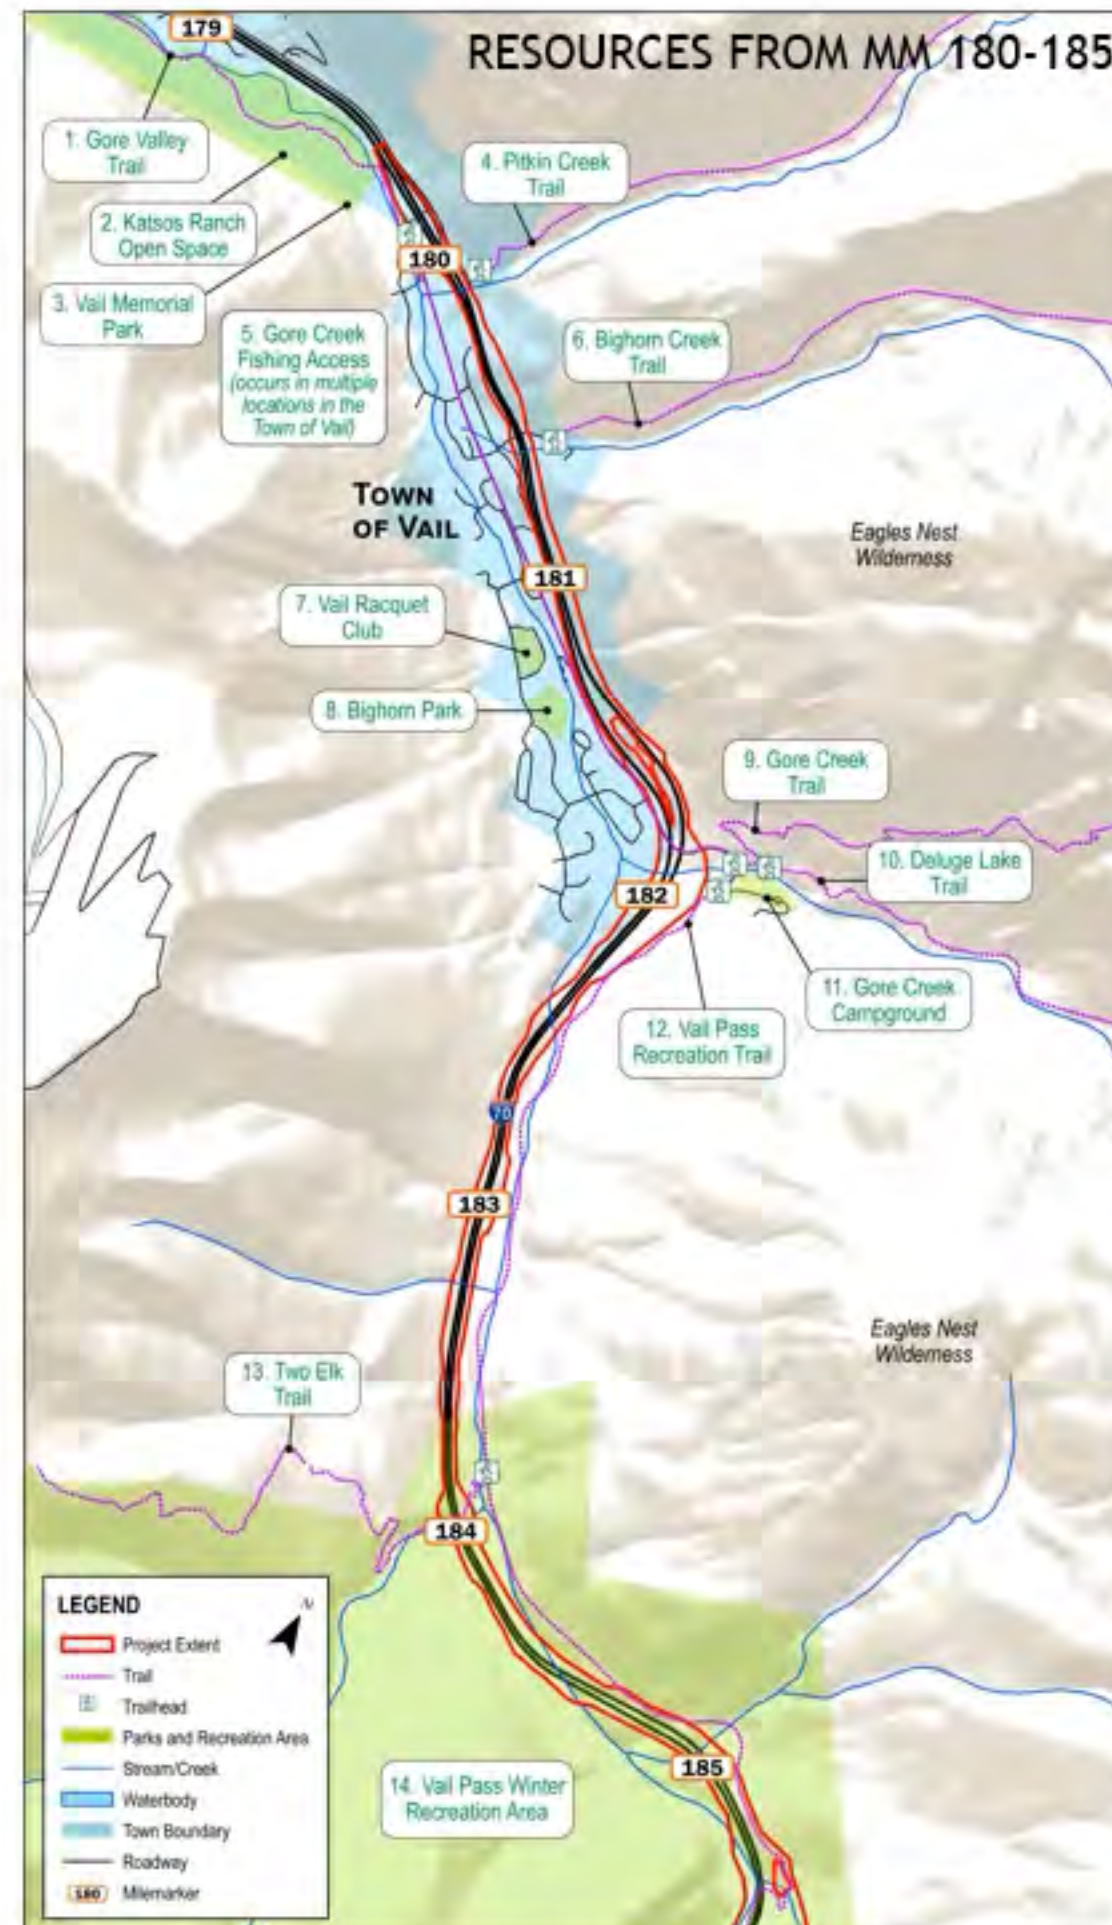 RESOURCES FROM MM 180-185
179
1. Gore Valley
Trail
2. Katsos Ranch
Open Space
3. Vail Memorial
Park
4. Pitkin Creek
Trail
180
5. Gore Creek
Fishing Access
(occurs in multiple
locations in the
Town of Vail)
6. Bighorn Creek
Trail
TOWN
OF VAIL
Eagles Nest
Wilderness
181
7. Vail Racquet
Club
8. Bighorn Park
9. Gore Creek
Trail
10. Deluge Lake
Trail
182
11. Gore Creek
Campground
12. Vail Pass
Recreation Trail
70
183
Eagles Nest
Wilderness
13. Two Elk
Trail
184
185
14. Vail Pass Winter
Recreation Area
LEGEND
N
Project Extent
Trail
Trailhead
Parks and Recreation Area
Stream/Creek
Waterbody
Town Boundary
Roadway
180 Milemarker